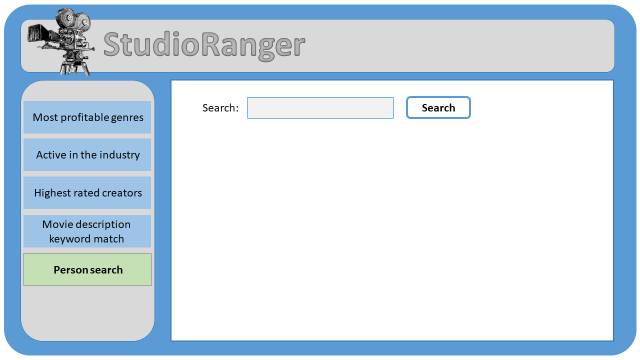 StudioRanger
Search:
Search
Most profitable genres
Active in the industry
Highest rated creators
Movie description
keyword match
Person search